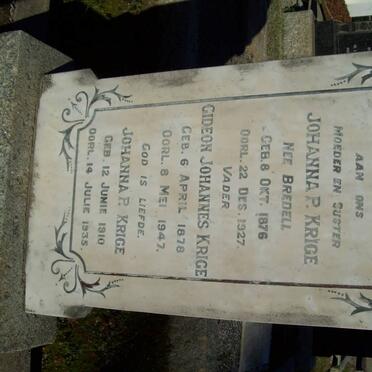 AAN ONS
MOEDER EN SUSTER
JOHANNA P. KRIGE
NEE BREDELL
GEB. 8 OKT. 1876
OORL. 22 DES. 1927.
VADER
GIDEON JOHANNES KRIGE
GEB. 6 APRIL 1878
OORL. 8 MEI 1947.
GOD IS LIEFDE.
JOHANNA P. KRIGE
GEB. 12 JUNIE 1910
OORL. 14 JULIE 1935.